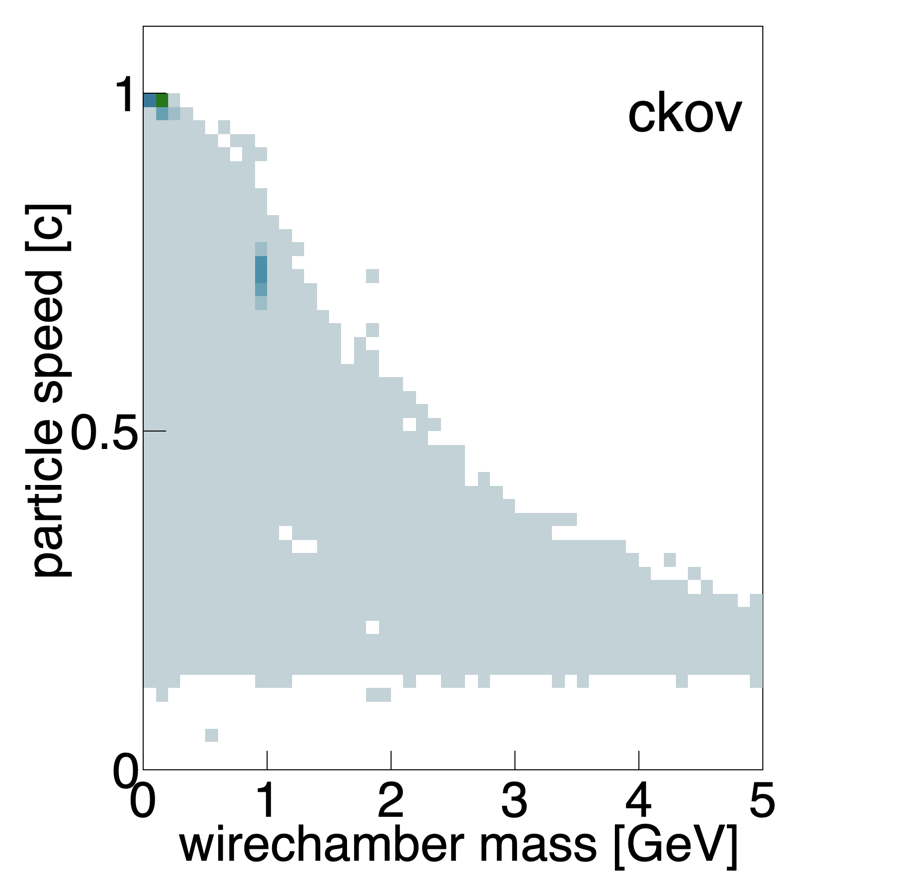 ckov
particle speed [c]
1
0.5
0
0 1 2 3 4 5
wirechamber mass [GeV]